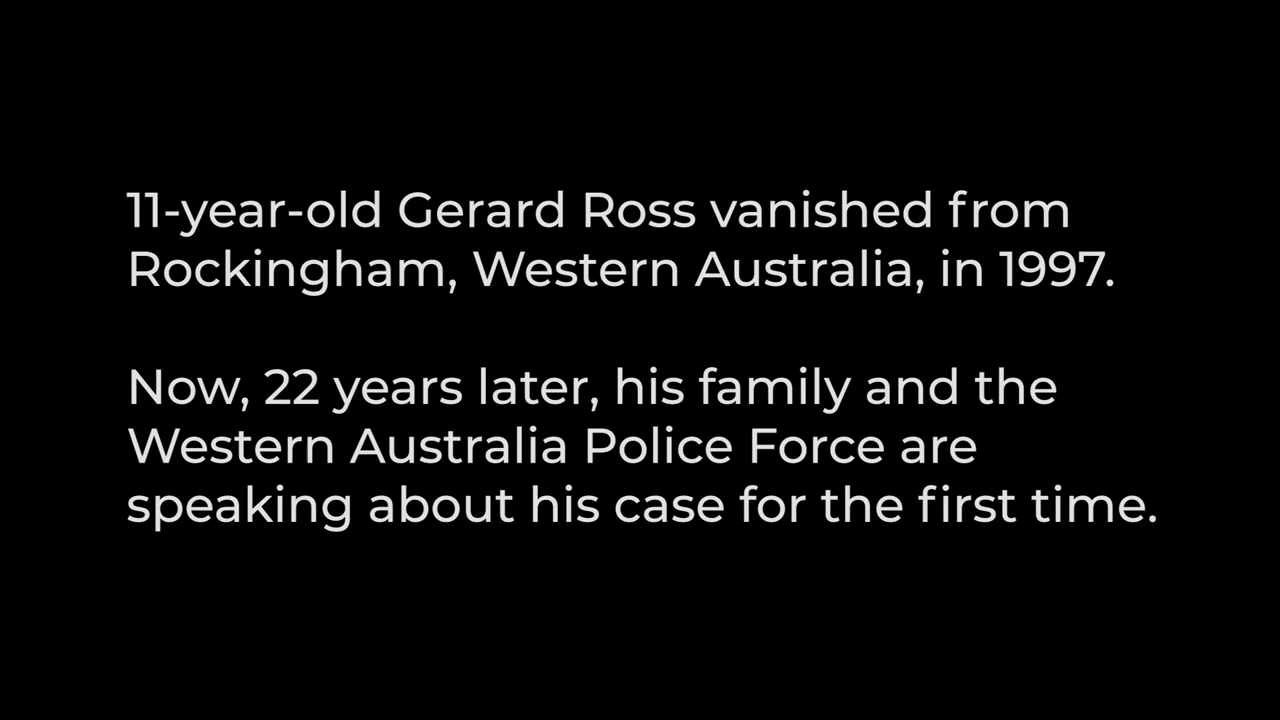 11-year-old Gerard Ross vanished from
Rockingham, Western Australia, in 1997.
Now, 22 years later, his family and the
Western Australia Police Force are
speaking about his case for the first time.